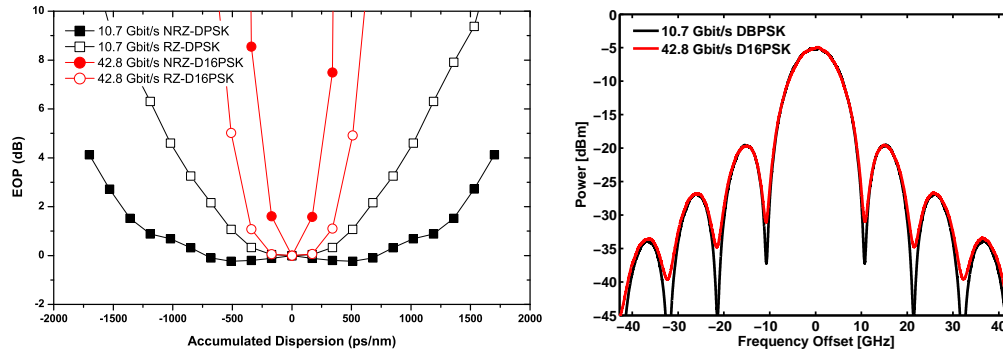 10
8
6
4
2
0
-2
EOP (dB)
10.7 Gbit/s NRZ-DPSK
10.7 Gbit/s RZ-DPSK
42.8 Gbit/s NRZ-D16PSK
42.8 Gbit/s RZ-D16PSK
-2000 -1500 -1000 -500 0 500 1000 1500 2000
Accumulated Dispersion (ps/nm)
0
−5
−10
−15
−20
−25
−30
−35
−40
−45
Power [dBm]
10.7 Gbit/s DBPSK
42.8 Gbit/s D16PSK
−40 −30 −20 −10 0 10 20 30 40
Frequency Offset [GHz]